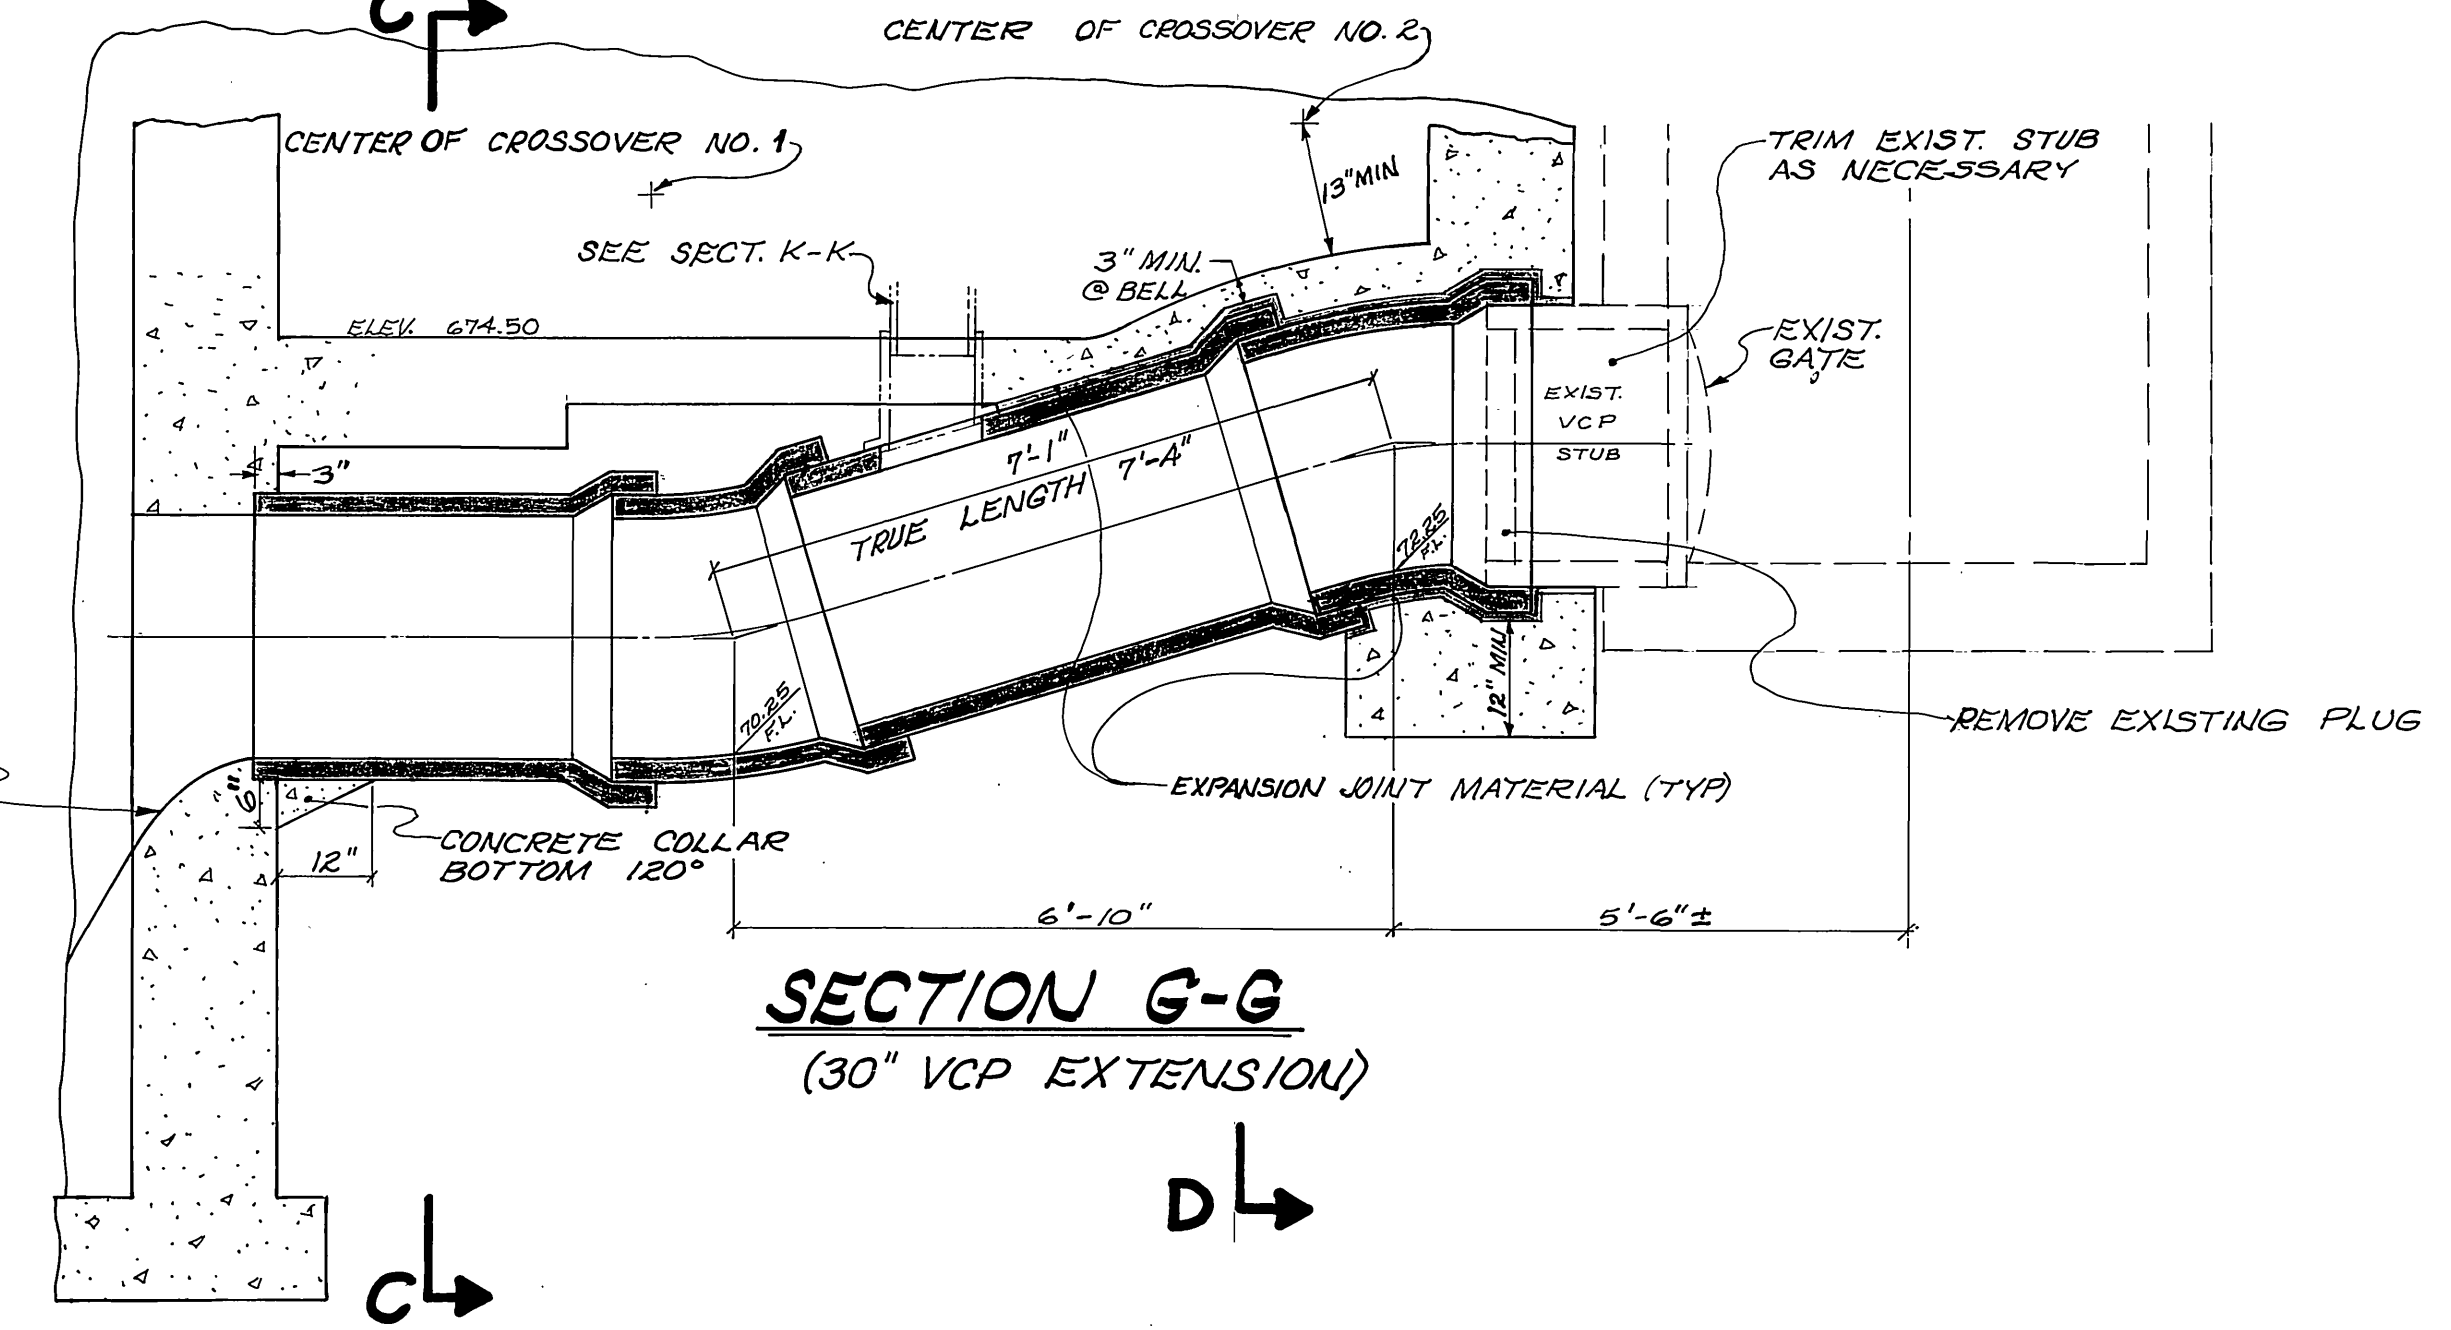 C
CENTER OF CROSSOVER NO. 2
CENTER OF CROSSOVER NO. 1
13" MIN
TRIM EXIST. STUB
AS NECESSARY
SEE SECT. K-K
3" MIN.
@ BELL
ELEV. 674.50
EXIST.
GATE
EXIST.
VCP
STUB
3"
7'-1"
TRUE LENGTH 7'-4"
72.25
F.L.
70.25
F.L.
12" MIN
REMOVE EXISTING PLUG
EXPANSION JOINT MATERIAL (TYP)
6"
CONCRETE COLLAR
BOTTOM 120°
12"
6'-10"
5'-6"±
SECTION G-G
(30" VCP EXTENSION)
D
C